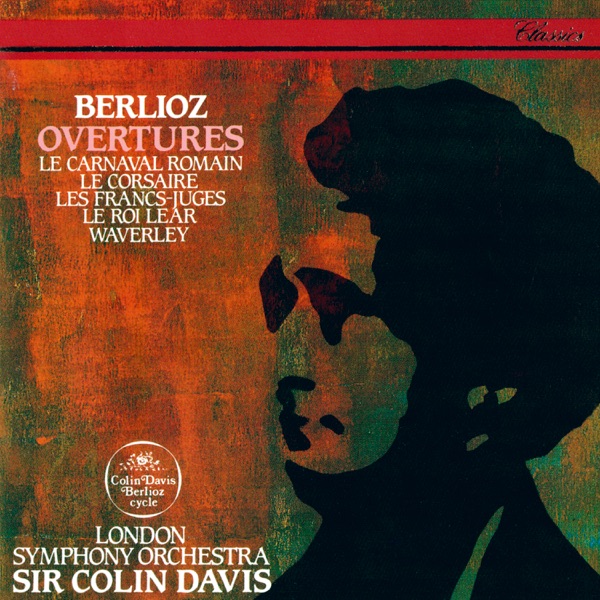 Classics
BERLIOZ
OVERTURES
LE CARNAVAL ROMAIN
LE CORSAIRE
LES FRANCS-JUGES
LE ROI LEAR
WAVERLEY
Colin Davis
Berlioz
cycle
LONDON
SYMPHONY ORCHESTRA
SIR COLIN DAVIS